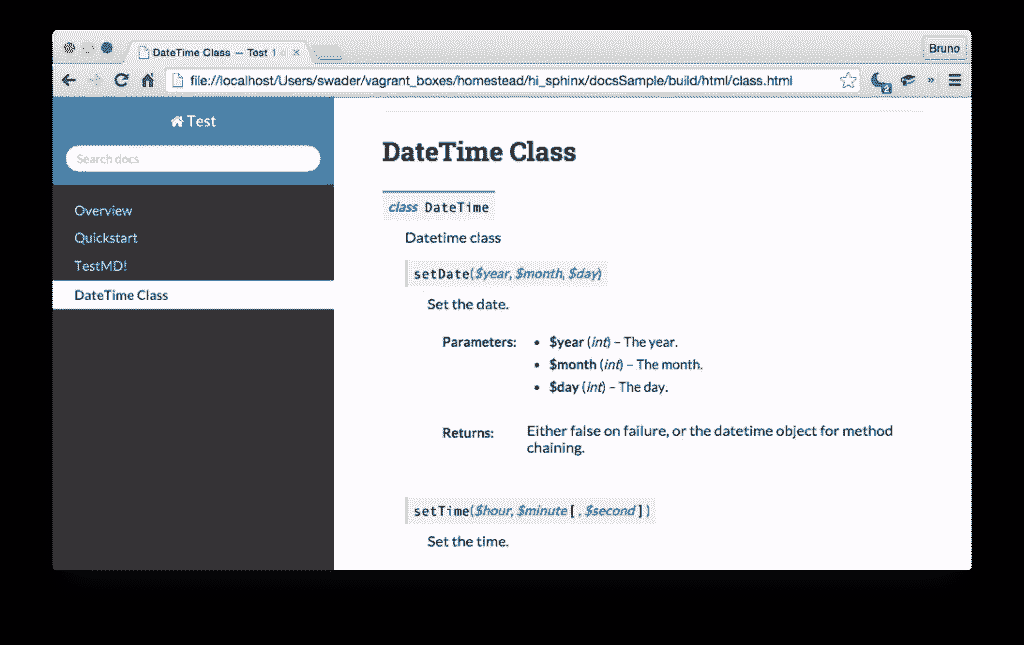 DateTime Class — Test 1
Bruno
file://localhost/Users/swader/vagrant_boxes/homestead/hi_sphinx/docsSample/build/html/class.html
2
Test
Search docs
Overview
Quickstart
TestMD!
DateTime Class
DateTime Class
class DateTime
Datetime class
setDate($year, $month, $day)
Set the date.
Parameters:
• $year (int) – The year.
• $month (int) – The month.
• $day (int) – The day.
Returns:
Either false on failure, or the datetime object for method
chaining.
setTime($hour, $minute[, $second])
Set the time.